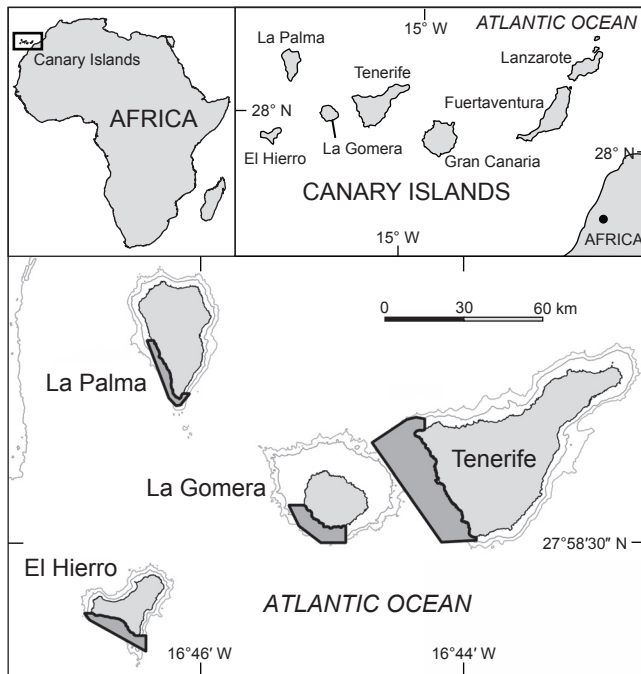 Canary Islands
AFRICA
15° W
ATLANTIC OCEAN
La Palma
Tenerife
Lanzarote
Fuertaventura
28° N
El Hierro
La Gomera
Gran Canaria
28° N
CANARY ISLANDS
15° W
AFRICA
0 30 60 km
La Palma
Tenerife
La Gomera
27°58′30″ N
El Hierro
ATLANTIC OCEAN
16°46′ W
16°44′ W